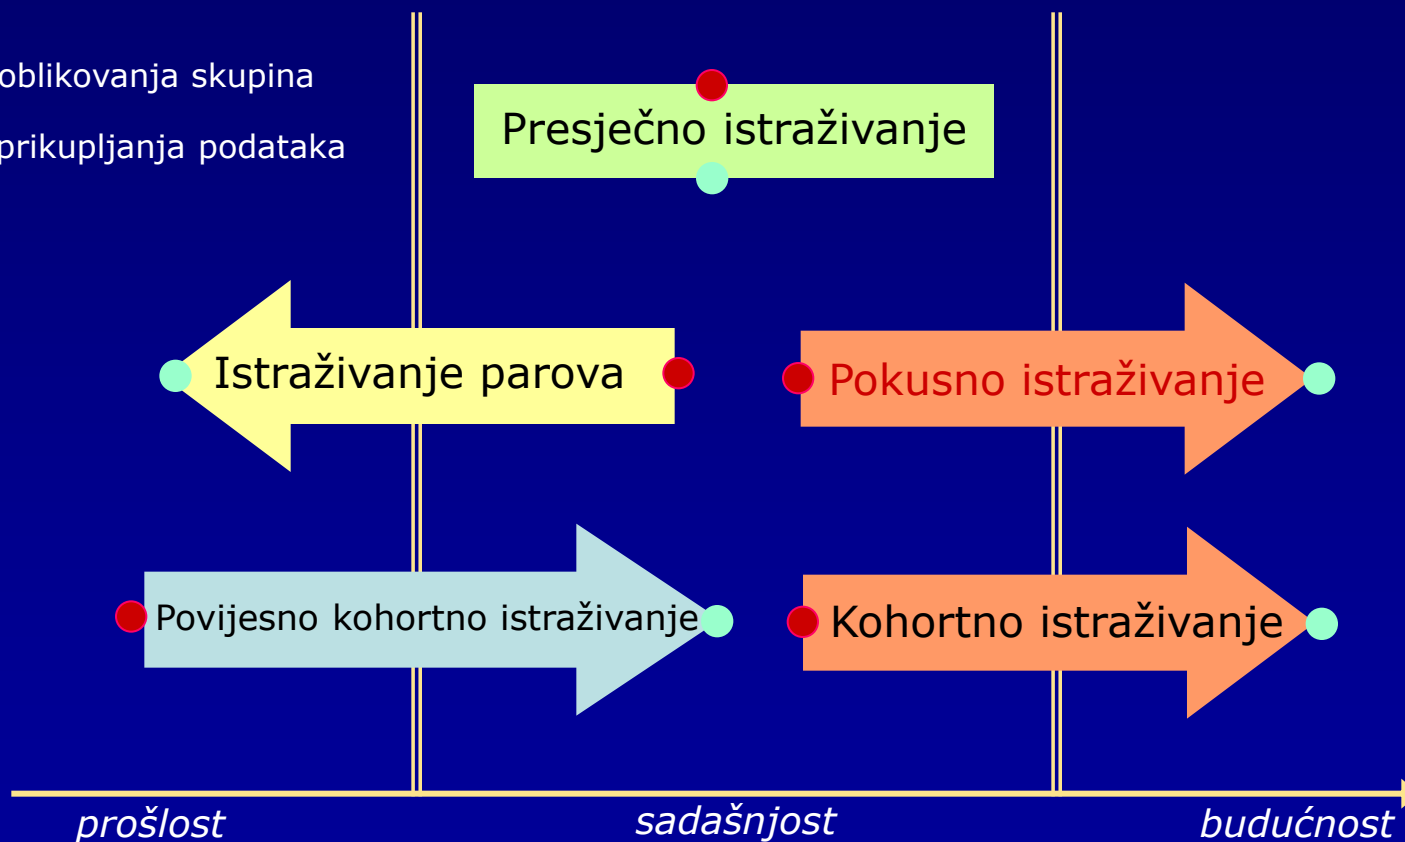 oblikovanja skupina
prikupljanja podataka
Presječno istraživanje
Istraživanje parova
Pokusno istraživanje
Povijesno kohortno istraživanje
Kohortno istraživanje
prošlost
sadašnjost
budućnost